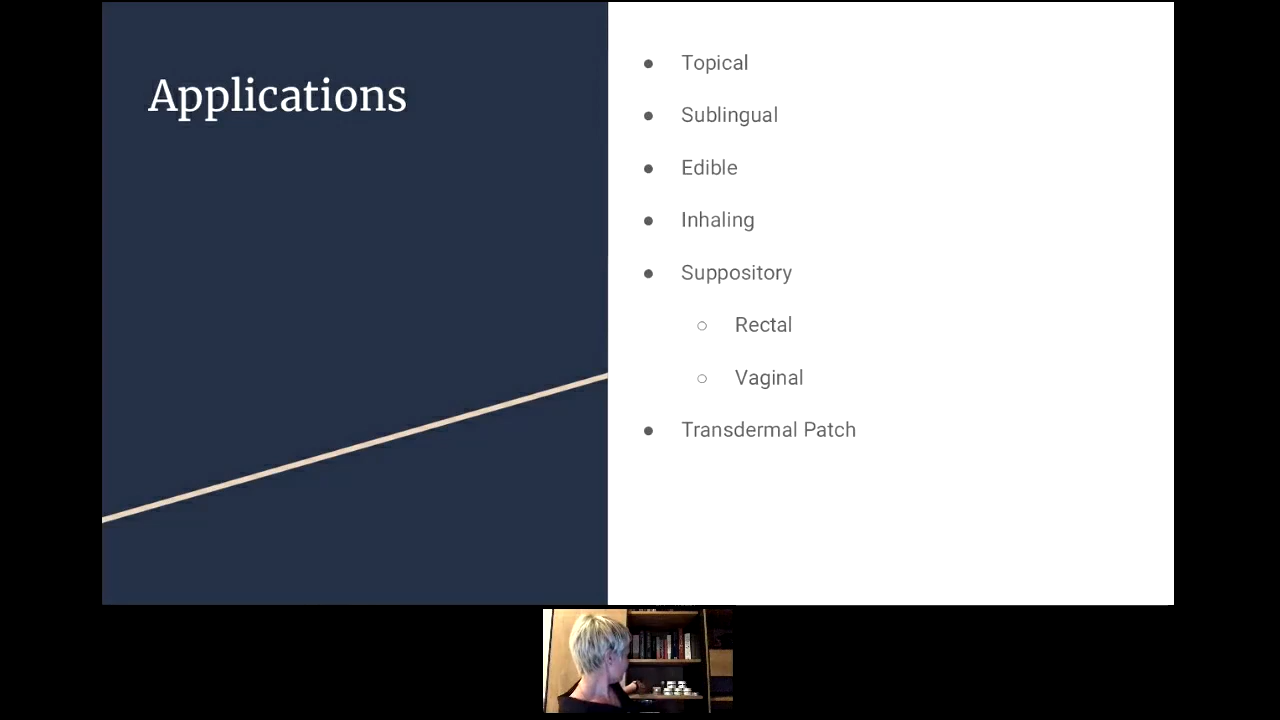 Applications
Topical
Sublingual
Edible
Inhaling
Suppository
Rectal
Vaginal
Transdermal Patch